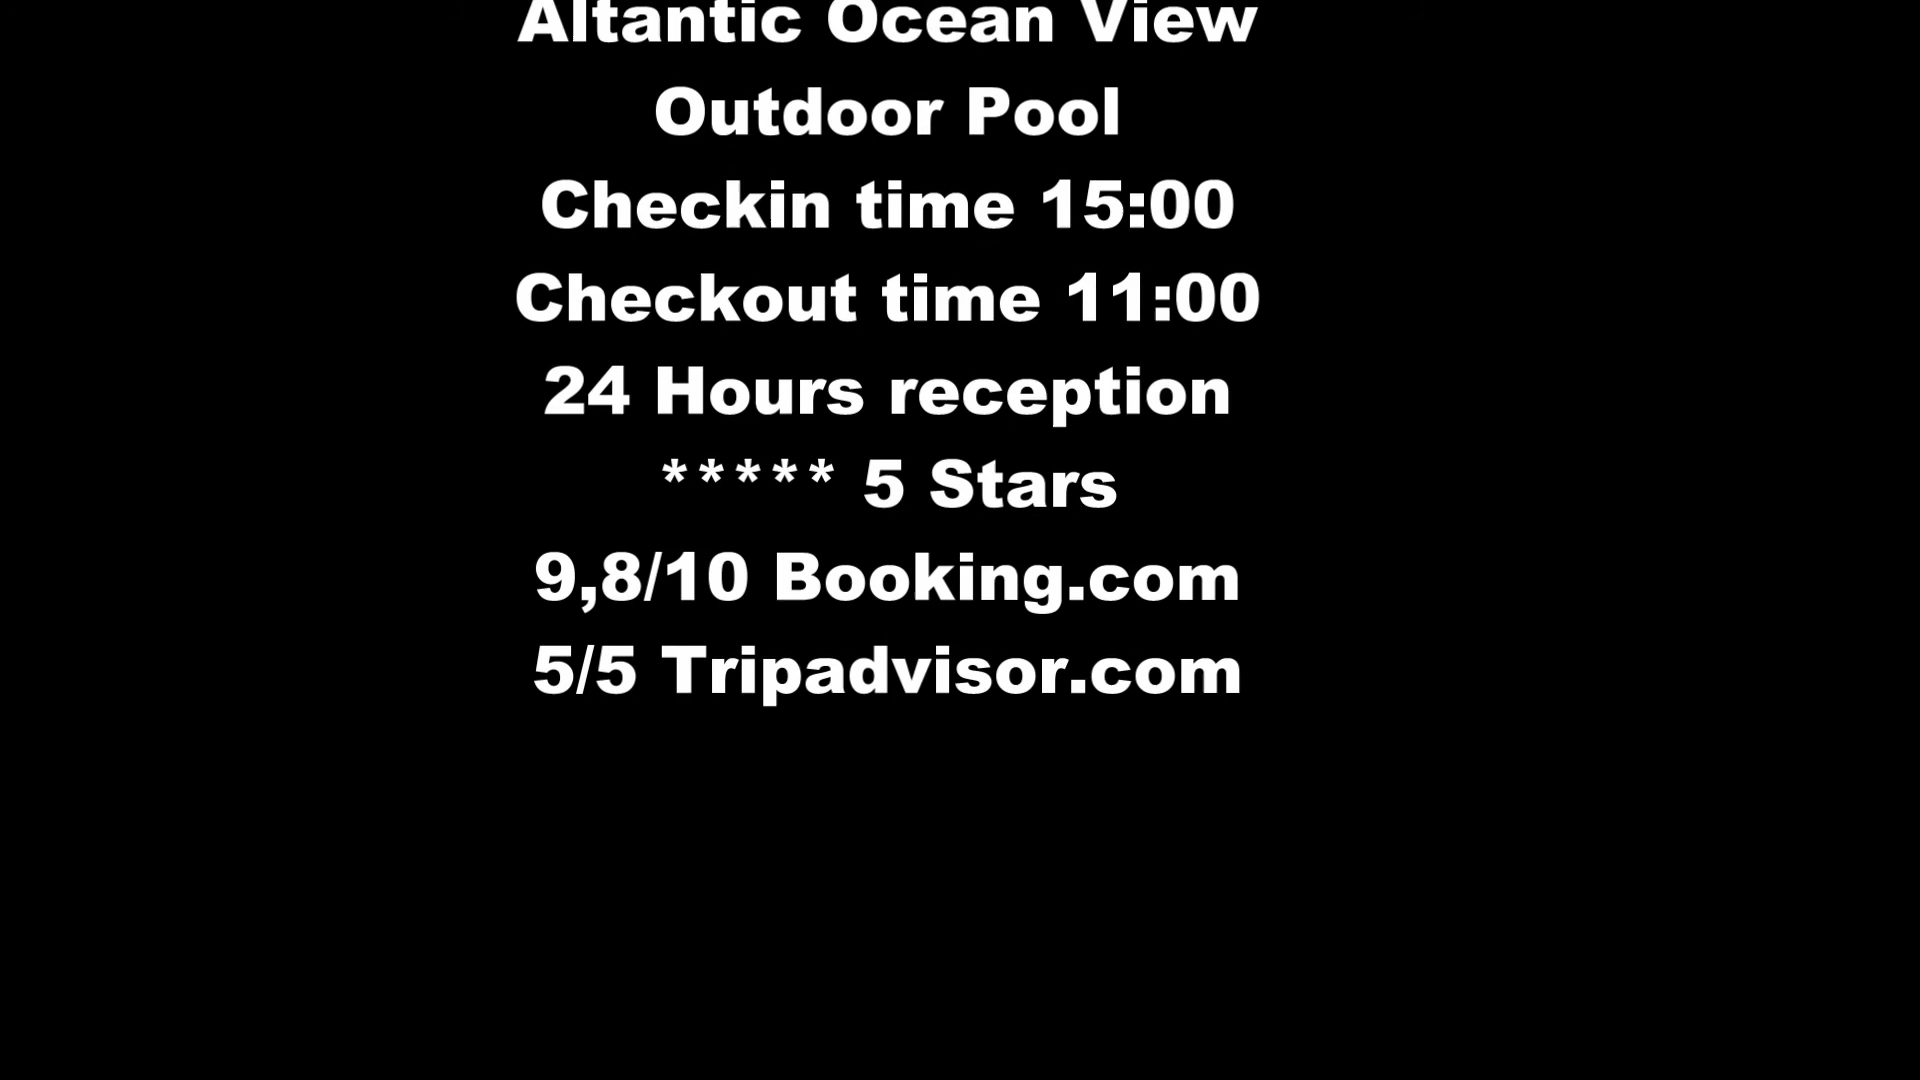 Altantic Ocean View
Outdoor Pool
Checkin time 15:00
Checkout time 11:00
24 Hours reception
***** 5 Stars
9,8/10 Booking.com
5/5 Tripadvisor.com